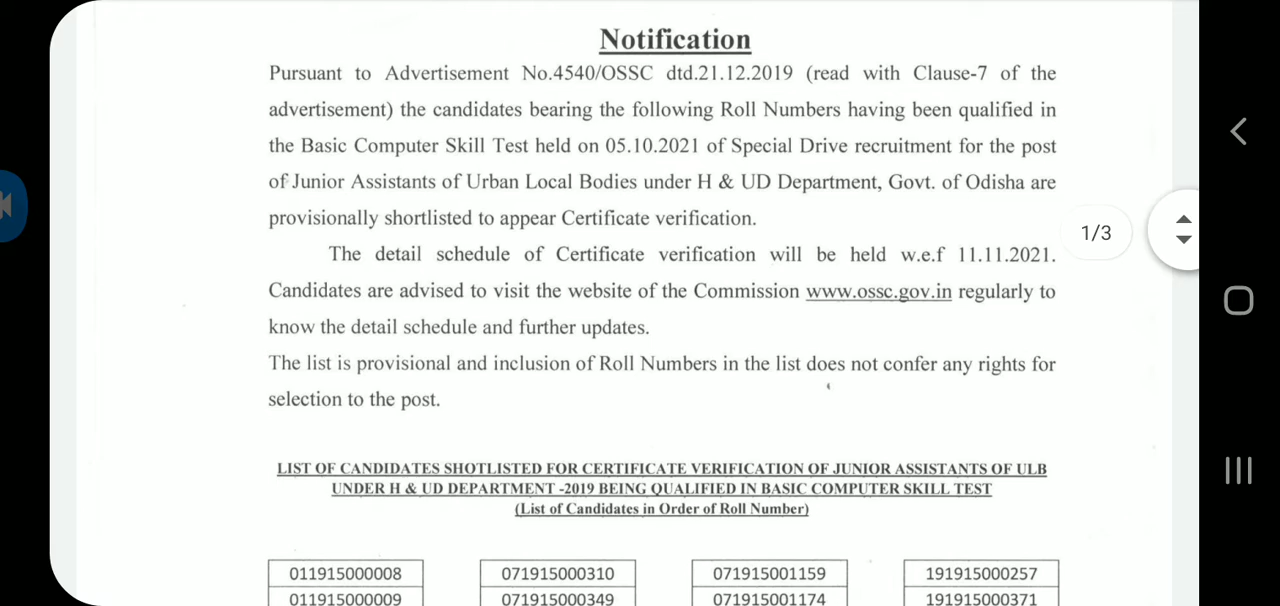 Notification
Pursuant to Advertisement No.4540/OSSC dtd.21.12.2019 (read with Clause-7 of the
advertisement) the candidates bearing the following Roll Numbers having been qualified in
the Basic Computer Skill Test held on 05.10.2021 of Special Drive recruitment for the post
of Junior Assistants of Urban Local Bodies under H & UD Department, Govt. of Odisha are
provisionally shortlisted to appear Certificate verification.
1/3
The detail schedule of Certificate verification will be held w.e.f 11.11.2021.
Candidates are advised to visit the website of the Commission www.ossc.gov.in regularly to
know the detail schedule and further updates.
The list is provisional and inclusion of Roll Numbers in the list does not confer any rights for
selection to the post.
LIST OF CANDIDATES SHOTLISTED FOR CERTIFICATE VERIFICATION OF JUNIOR ASSISTANTS OF ULB
UNDER H & UD DEPARTMENT -2019 BEING QUALIFIED IN BASIC COMPUTER SKILL TEST
(List of Candidates in Order of Roll Number)
011915000008 071915000310 071915001159 191915000257
011915000009 071915000349 071915001174 191915000371